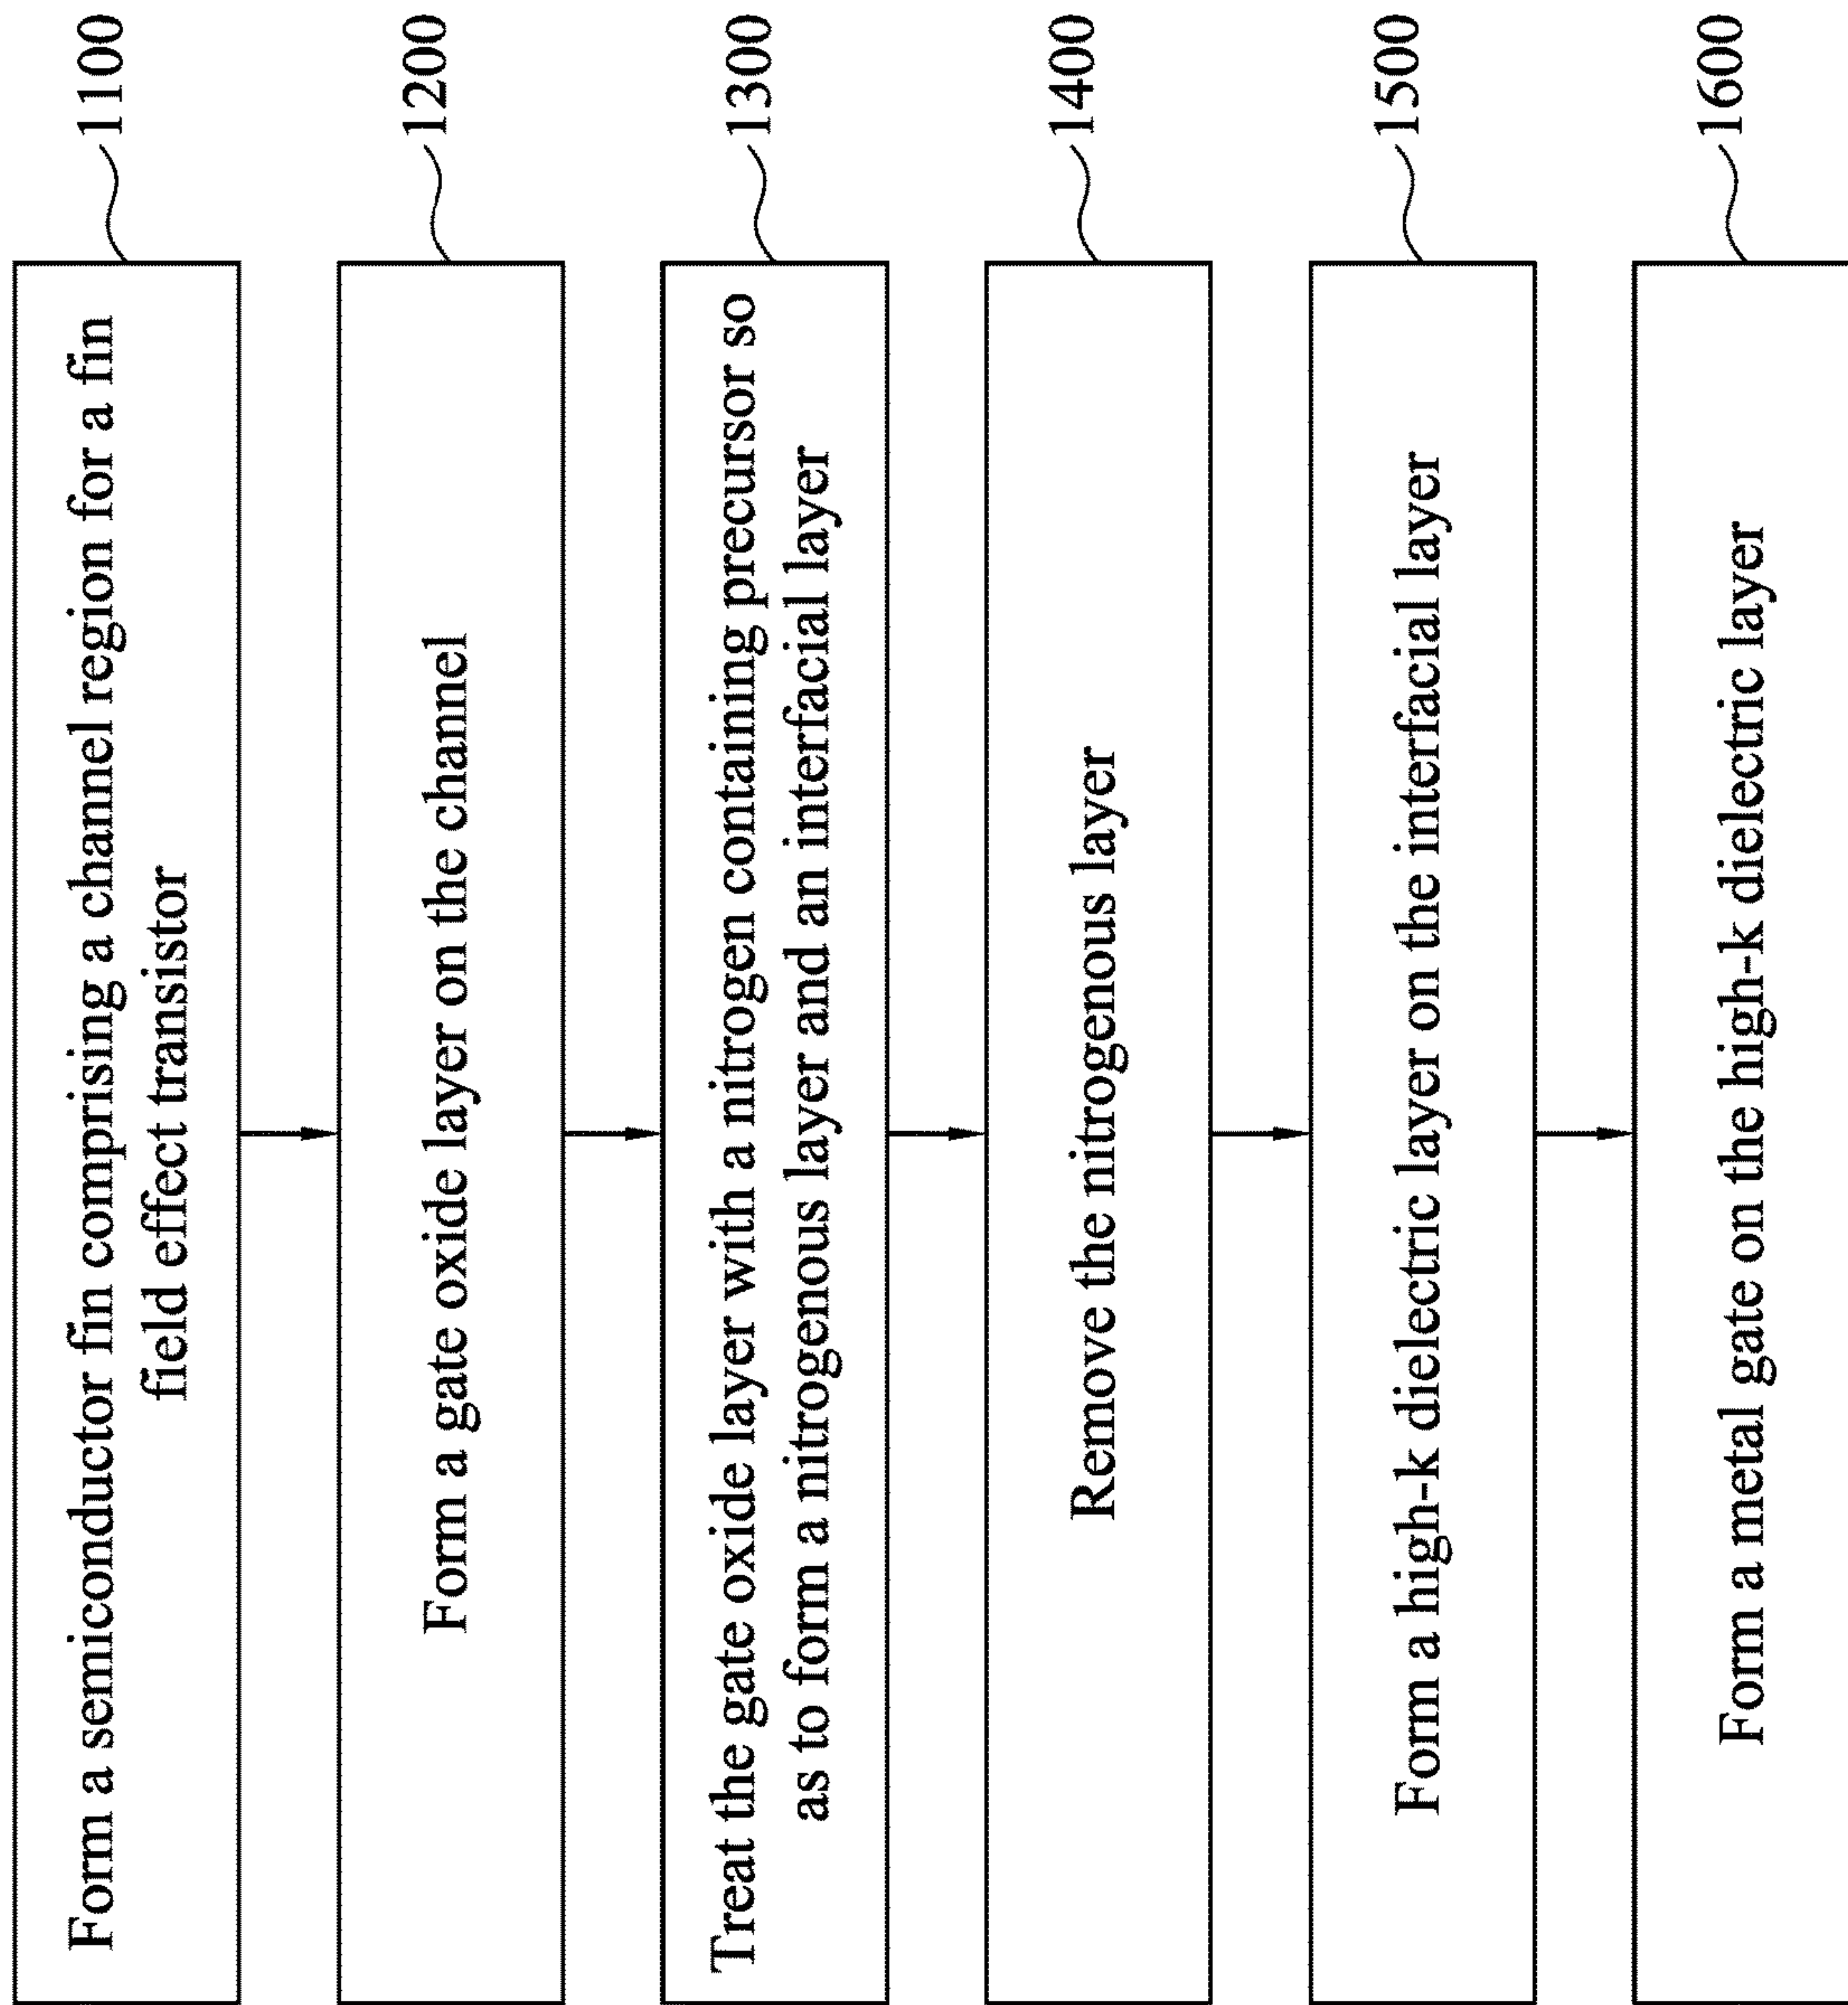 Form a semiconductor fin comprising a channel region for a fin
field effect transistor
1100
Form a gate oxide layer on the channel
1200
Treat the gate oxide layer with a nitrogen containing precursor so
as to form a nitrogenous layer and an interfacial layer
1300
Remove the nitrogenous layer
1400
Form a high-k dielectric layer on the interfacial layer
1500
Form a metal gate on the high-k dielectric layer
1600